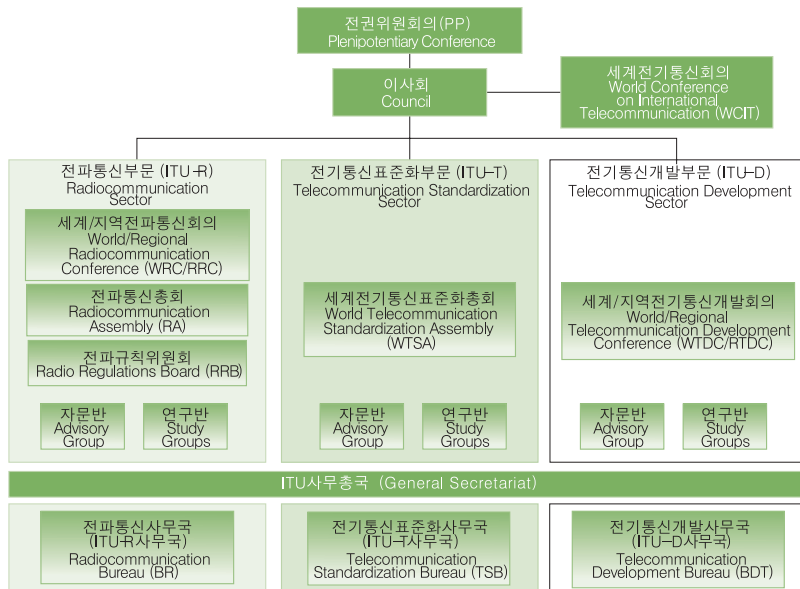 전권위원회의(PP)
Plenipotentiary Conference
이사회
Council
세계전기통신회의
World Conference
on International
Telecommunication (WCIT)
전파통신부문 (ITU-R)
Radiocommunication
Sector
세계/지역전파통신회의
World/Regional
Radiocommunication
Conference (WRC/RRC)
전파통신총회
Radiocommunication
Assembly (RA)
전파규칙위원회
Radio Regulations Board (RRB)
자문반
Advisory
Group
연구반
Study
Groups
전기통신표준화부문 (ITU-T)
Telecommunication Standardization
Sector
세계전기통신표준화총회
World Telecommunication
Standardization Assembly
(WTSA)
자문반
Advisory
Group
연구반
Study
Groups
전기통신개발부문 (ITU-D)
Telecommunication Development
Sector
세계/지역전기통신개발회의
World/Regional
Telecommunication Development
Conference (WTDC/RTDC)
자문반
Advisory
Group
연구반
Study
Groups
ITU사무총국 (General Secretariat)
전파통신사무국
(ITU-R사무국)
Radiocommunication
Bureau (BR)
전기통신표준화사무국
(ITU-T사무국)
Telecommunication
Standardization Bureau (TSB)
전기통신개발사무국
(ITU-D사무국)
Telecommunication
Development Bureau (BDT)